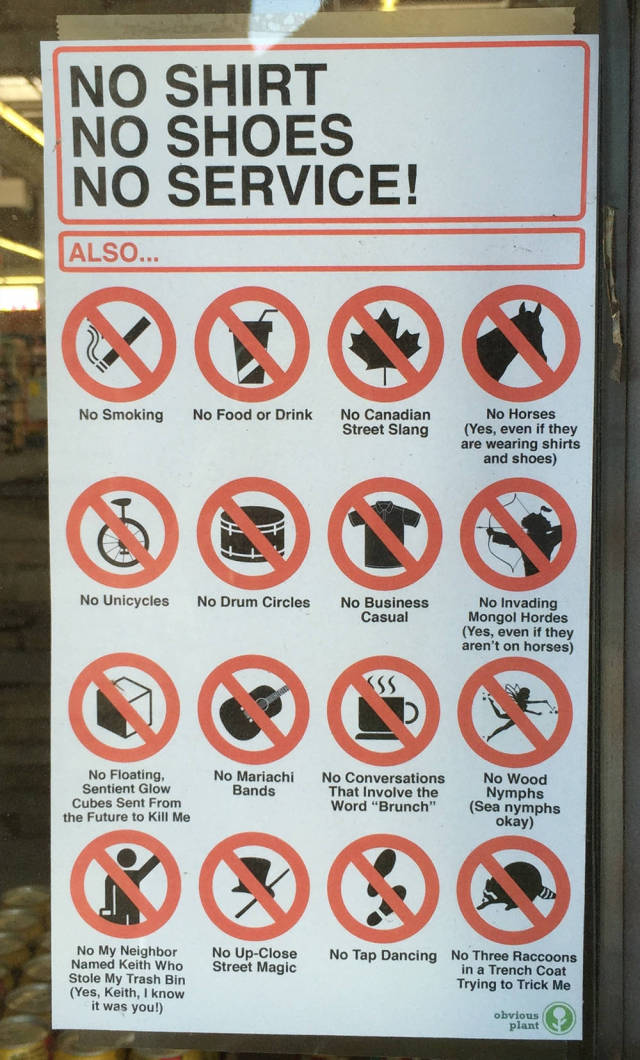 NO SHIRT
NO SHOES
NO SERVICE!
ALSO...
No Smoking
No Food or Drink
No Canadian
Street Slang
No Horses
(Yes, even if they
are wearing shirts
and shoes)
No Unicycles
No Drum Circles
No Business
Casual
No Invading
Mongol Hordes
(Yes, even if they
aren't on horses)
No Floating,
Sentient Glow
Cubes Sent From
the Future to Kill Me
No Mariachi
Bands
No Conversations
That Involve the
Word "Brunch"
No Wood
Nymphs
(Sea nymphs
okay)
No My Neighbor
Named Keith Who
Stole My Trash Bin
(Yes, Keith, I know
it was you!)
No Up-Close
Street Magic
No Tap Dancing
No Three Raccoons
in a Trench Coat
Trying to Trick Me
obvious
plant